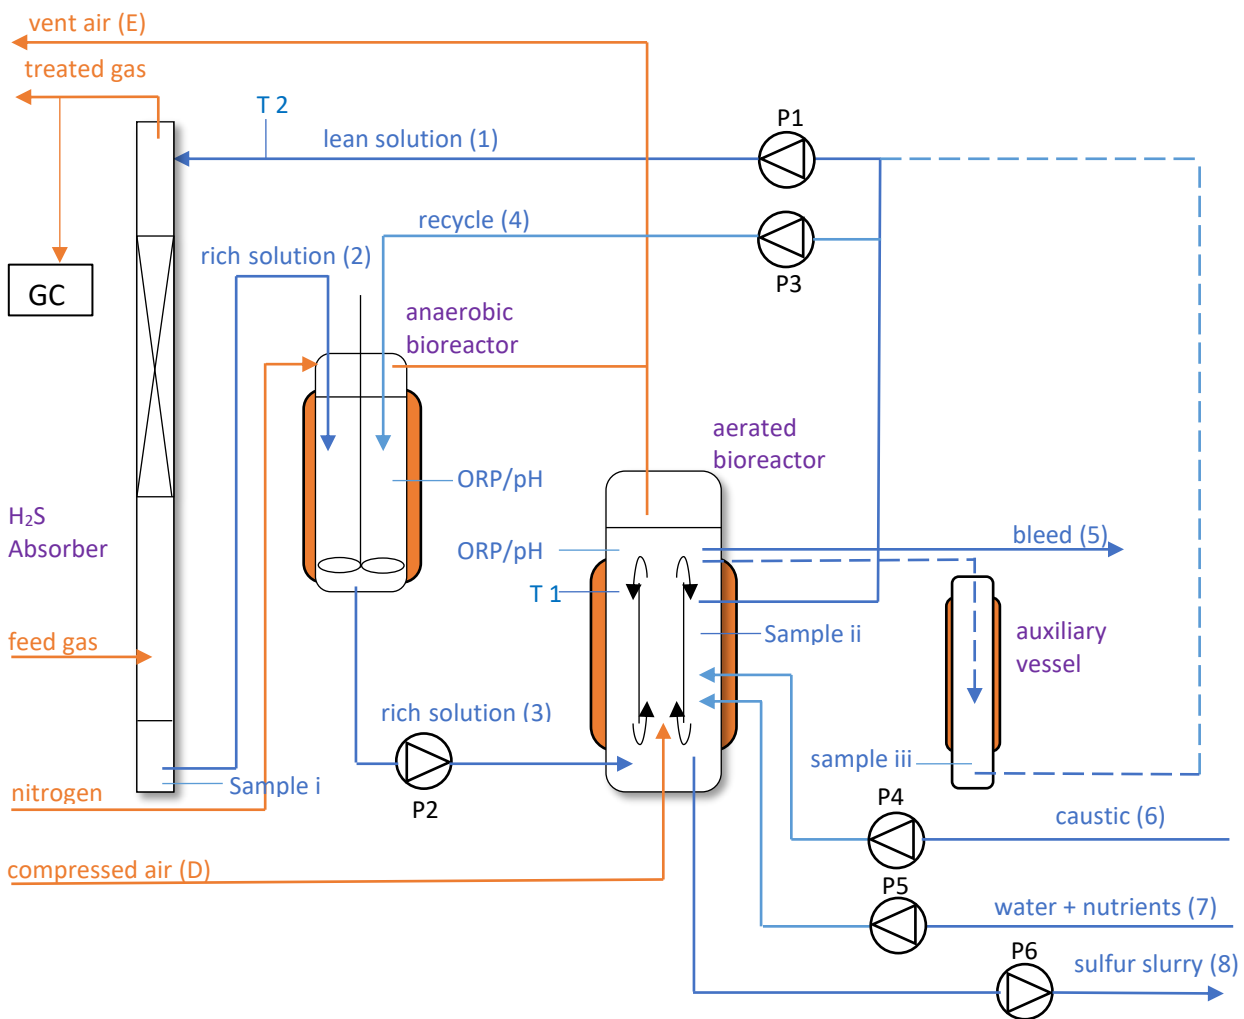 vent air (E)
treated gas
T 2
P1
lean solution (1)
recycle (4)
rich solution (2)
P3
GC
anaerobic
bioreactor
aerated
bioreactor
ORP/pH
H₂S
Absorber
ORP/pH
bleed (5)
T 1
Sample ii
auxiliary
vessel
feed gas
rich solution (3)
sample iii
Sample i
nitrogen
P2
P4
caustic (6)
compressed air (D)
P5
water + nutrients (7)
P6
sulfur slurry (8)